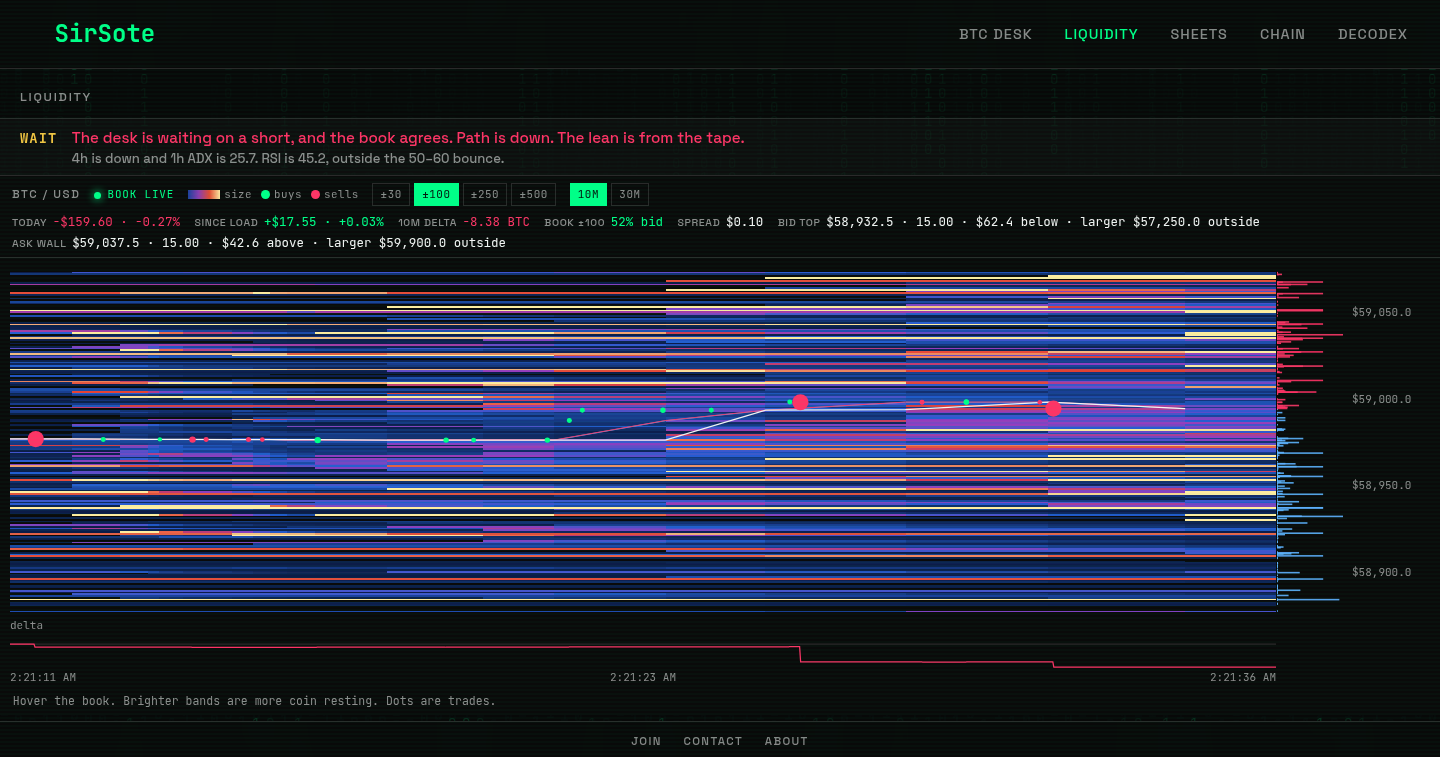 SirSote
BTC DESK LIQUIDITY SHEETS CHAIN DECODEX
LIQUIDITY
WAIT The desk is waiting on a short, and the book agrees. Path is down. The lean is from the tape.
4h is down and 1h ADX is 25.7. RSI is 45.2, outside the 50–60 bounce.
BTC / USD BOOK LIVE size buys sells ±30 ±100 ±250 ±500 10M 30M
TODAY -$159.60 · -0.27% SINCE LOAD +$17.55 · +0.03% 10M DELTA -8.38 BTC BOOK ±100 52% bid SPREAD $0.10 BID TOP $58,932.5 · 15.00 · $62.4 below · larger $57,250.0 outside
ASK WALL $59,037.5 · 15.00 · $42.6 above · larger $59,900.0 outside
$59,050.0
$59,000.0
$58,950.0
$58,900.0
delta
2:21:11 AM 2:21:23 AM 2:21:36 AM
Hover the book. Brighter bands are more coin resting. Dots are trades.
JOIN CONTACT ABOUT